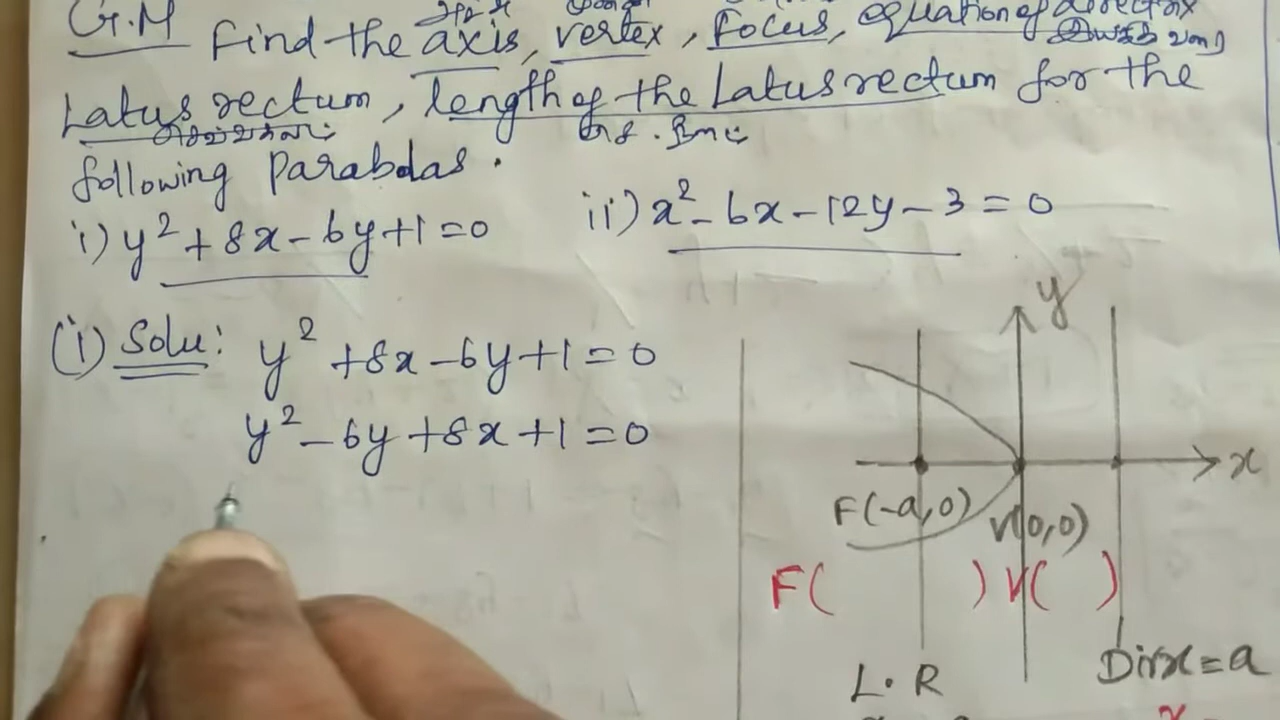 G.M Find the axis, vertex, Focus, equation of directrix
Latus rectum, length of the Latus rectum for the
following Parabolas.
i) y² + 8x - 6y + 1 = 0 ii) x² - 6x - 12y - 3 = 0
(i) Solu: y² + 8x - 6y + 1 = 0
y² - 6y + 8x + 1 = 0
y
x
F(-a,0) V(0,0)
F( ) V( )
Dir x = a
L.R